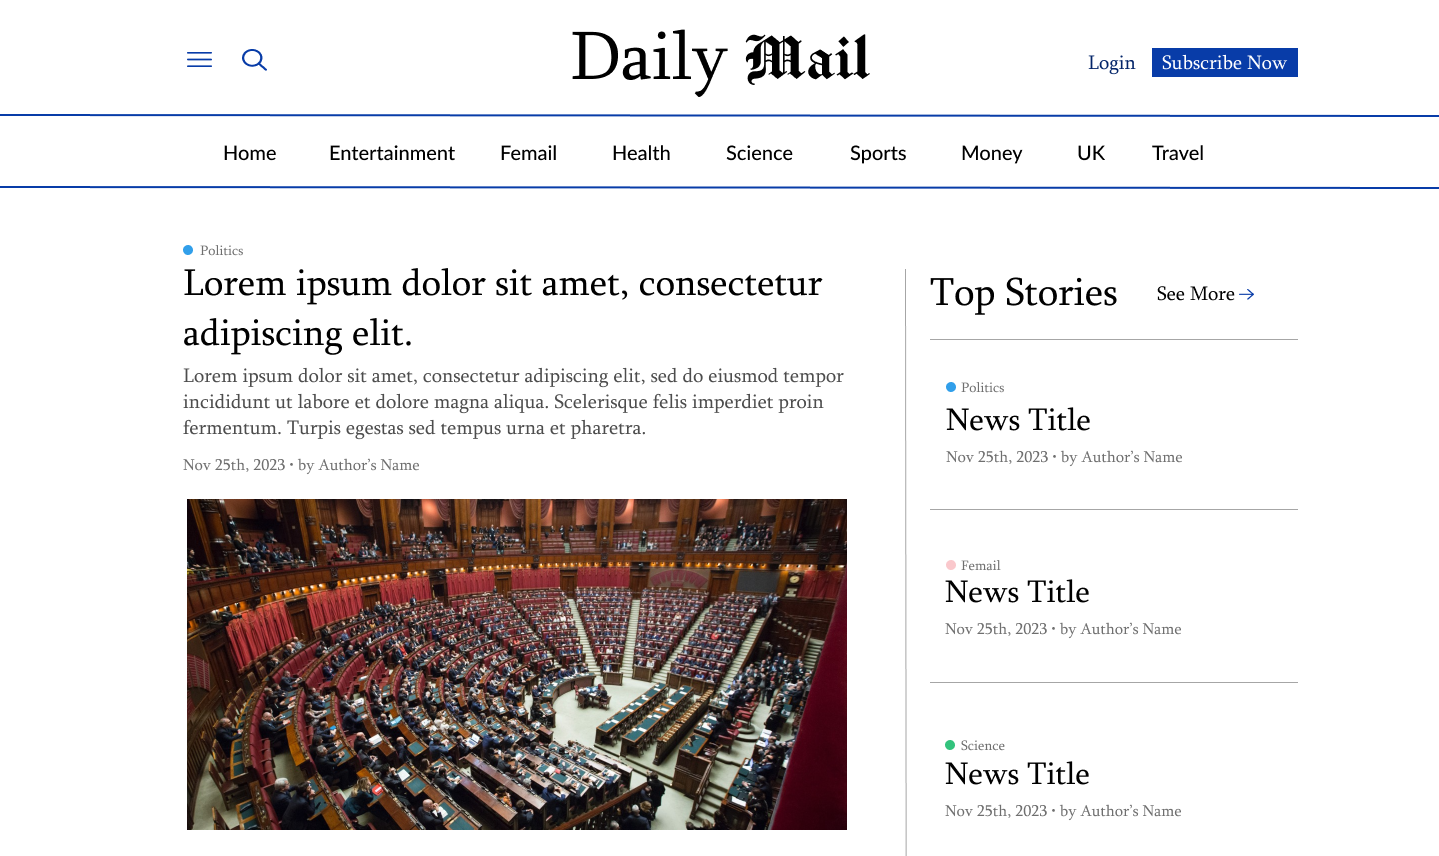 Daily Mail
Login
Subscribe Now
Home
Entertainment
Femail
Health
Science
Sports
Money
UK
Travel
Politics
Lorem ipsum dolor sit amet, consectetur
adipiscing elit.
Lorem ipsum dolor sit amet, consectetur adipiscing elit, sed do eiusmod tempor
incididunt ut labore et dolore magna aliqua. Scelerisque felis imperdiet proin
fermentum. Turpis egestas sed tempus urna et pharetra.
Nov 25th, 2023 • by Author’s Name
Top Stories
See More
Politics
News Title
Nov 25th, 2023 • by Author’s Name
Femail
News Title
Nov 25th, 2023 • by Author’s Name
Science
News Title
Nov 25th, 2023 • by Author’s Name